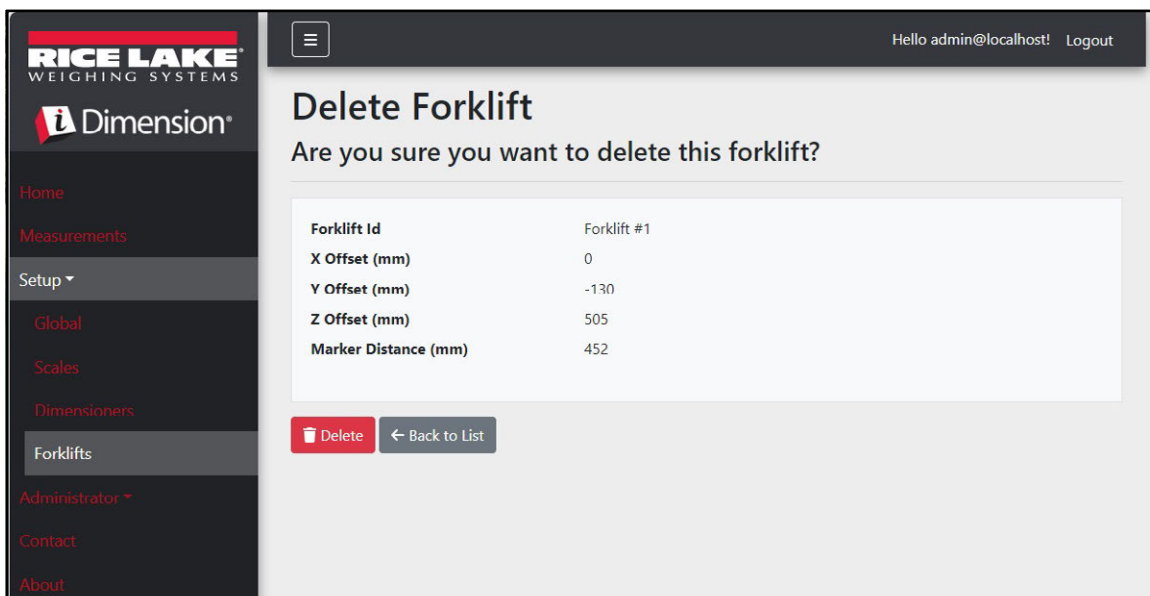 RICE LAKE®
WEIGHING SYSTEMS
i Dimension®
Home
Measurements
Setup
Global
Scales
Dimensioners
Forklifts
Administrator
Contact
About
Hello admin@localhost! Logout
Delete Forklift
Are you sure you want to delete this forklift?
Forklift Id Forklift #1
X Offset (mm) 0
Y Offset (mm) -130
Z Offset (mm) 505
Marker Distance (mm) 452
Delete ← Back to List